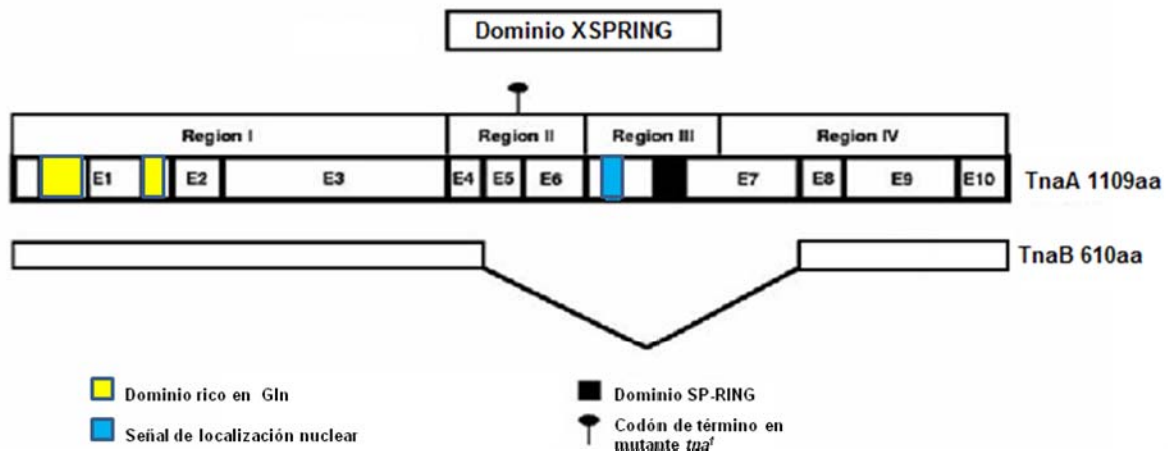 Dominio XSPRING
Region I Region II Region III Region IV
E1 E2 E3 E4 E5 E6 E7 E8 E9 E10 TnaA 1109aa
TnaB 610aa
Dominio rico en Gln
Señal de localización nuclear
Dominio SP-RING
Codón de término en
mutante tna¹